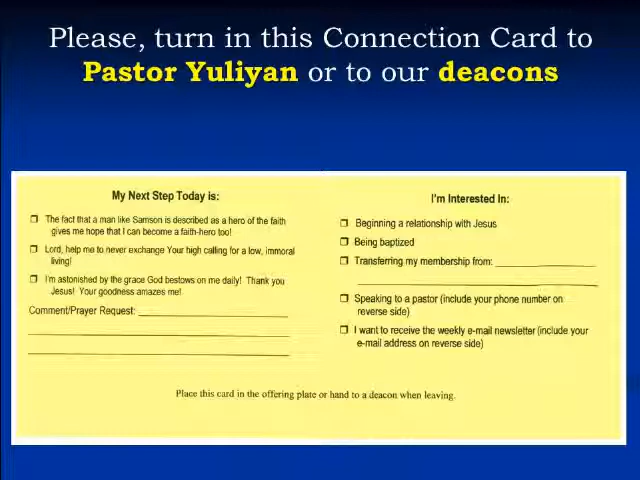 Please, turn in this Connection Card to
Pastor Yuliyan or to our deacons
My Next Step Today is:
❒ The fact that a man like Samson is described as a hero of the faith
gives me hope that I can become a faith-hero too!
❒ Lord, help me to never exchange Your high calling for a low, immoral
living!
❒ I'm astonished by the grace God bestows on me daily! Thank you
Jesus! Your goodness amazes me!
Comment/Prayer Request:
I'm Interested In:
❒ Beginning a relationship with Jesus
❒ Being baptized
❒ Transferring my membership from:
❒ Speaking to a pastor (include your phone number on
reverse side)
❒ I want to receive the weekly e-mail newsletter (include your
e-mail address on reverse side)
Place this card in the offering plate or hand to a deacon when leaving.